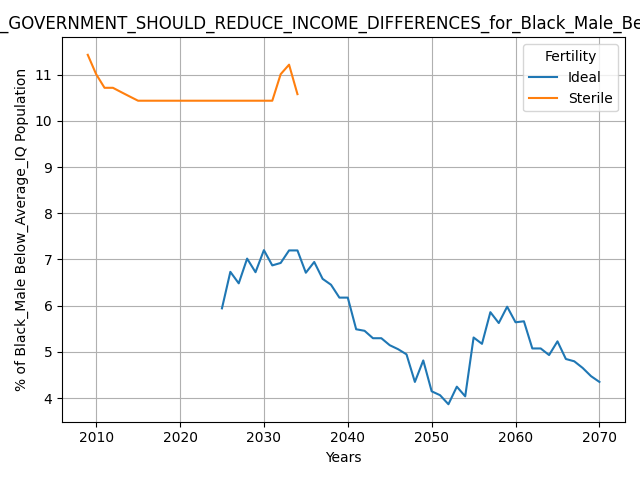 _GOVERNMENT_SHOULD_REDUCE_INCOME_DIFFERENCES_for_Black_Male_Be
Fertility
Ideal
Sterile
% of Black_Male Below_Average_IQ Population
11
10
9
8
7
6
5
4
2010 2020 2030 2040 2050 2060 2070
Years